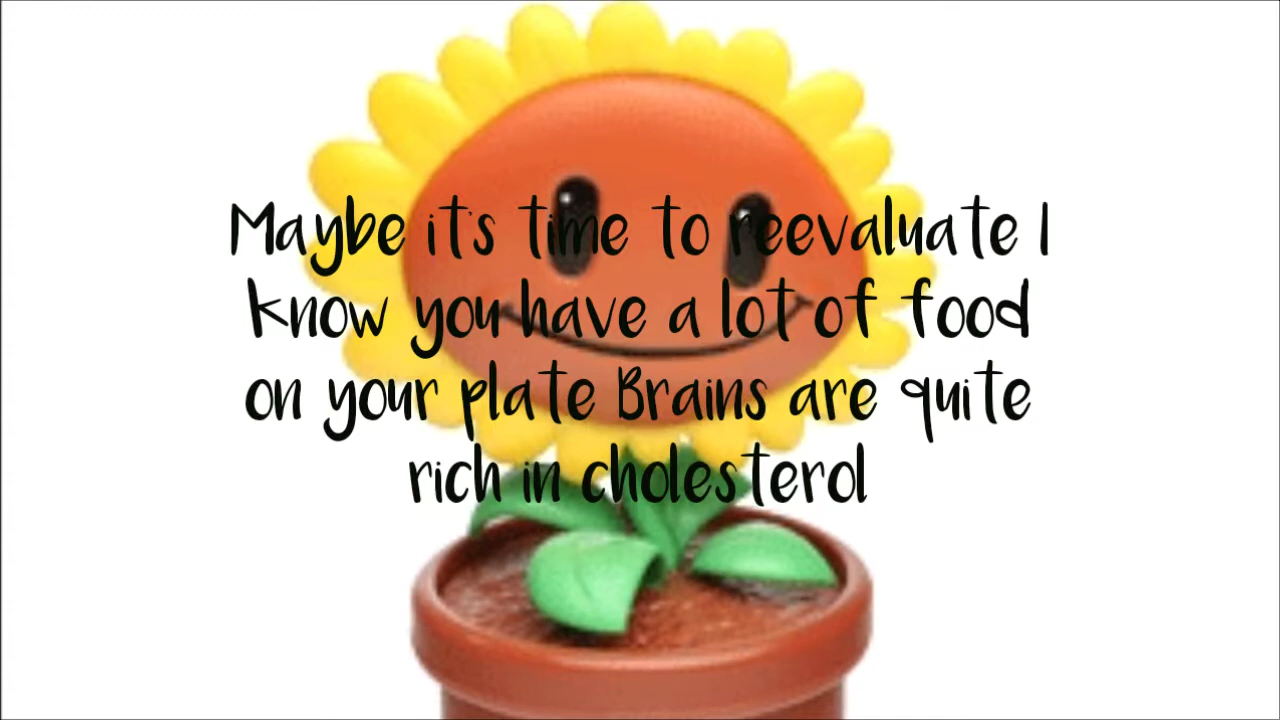 Maybe it's time to reevaluate I
know you have a lot of food
on your plate Brains are quite
rich in cholesterol